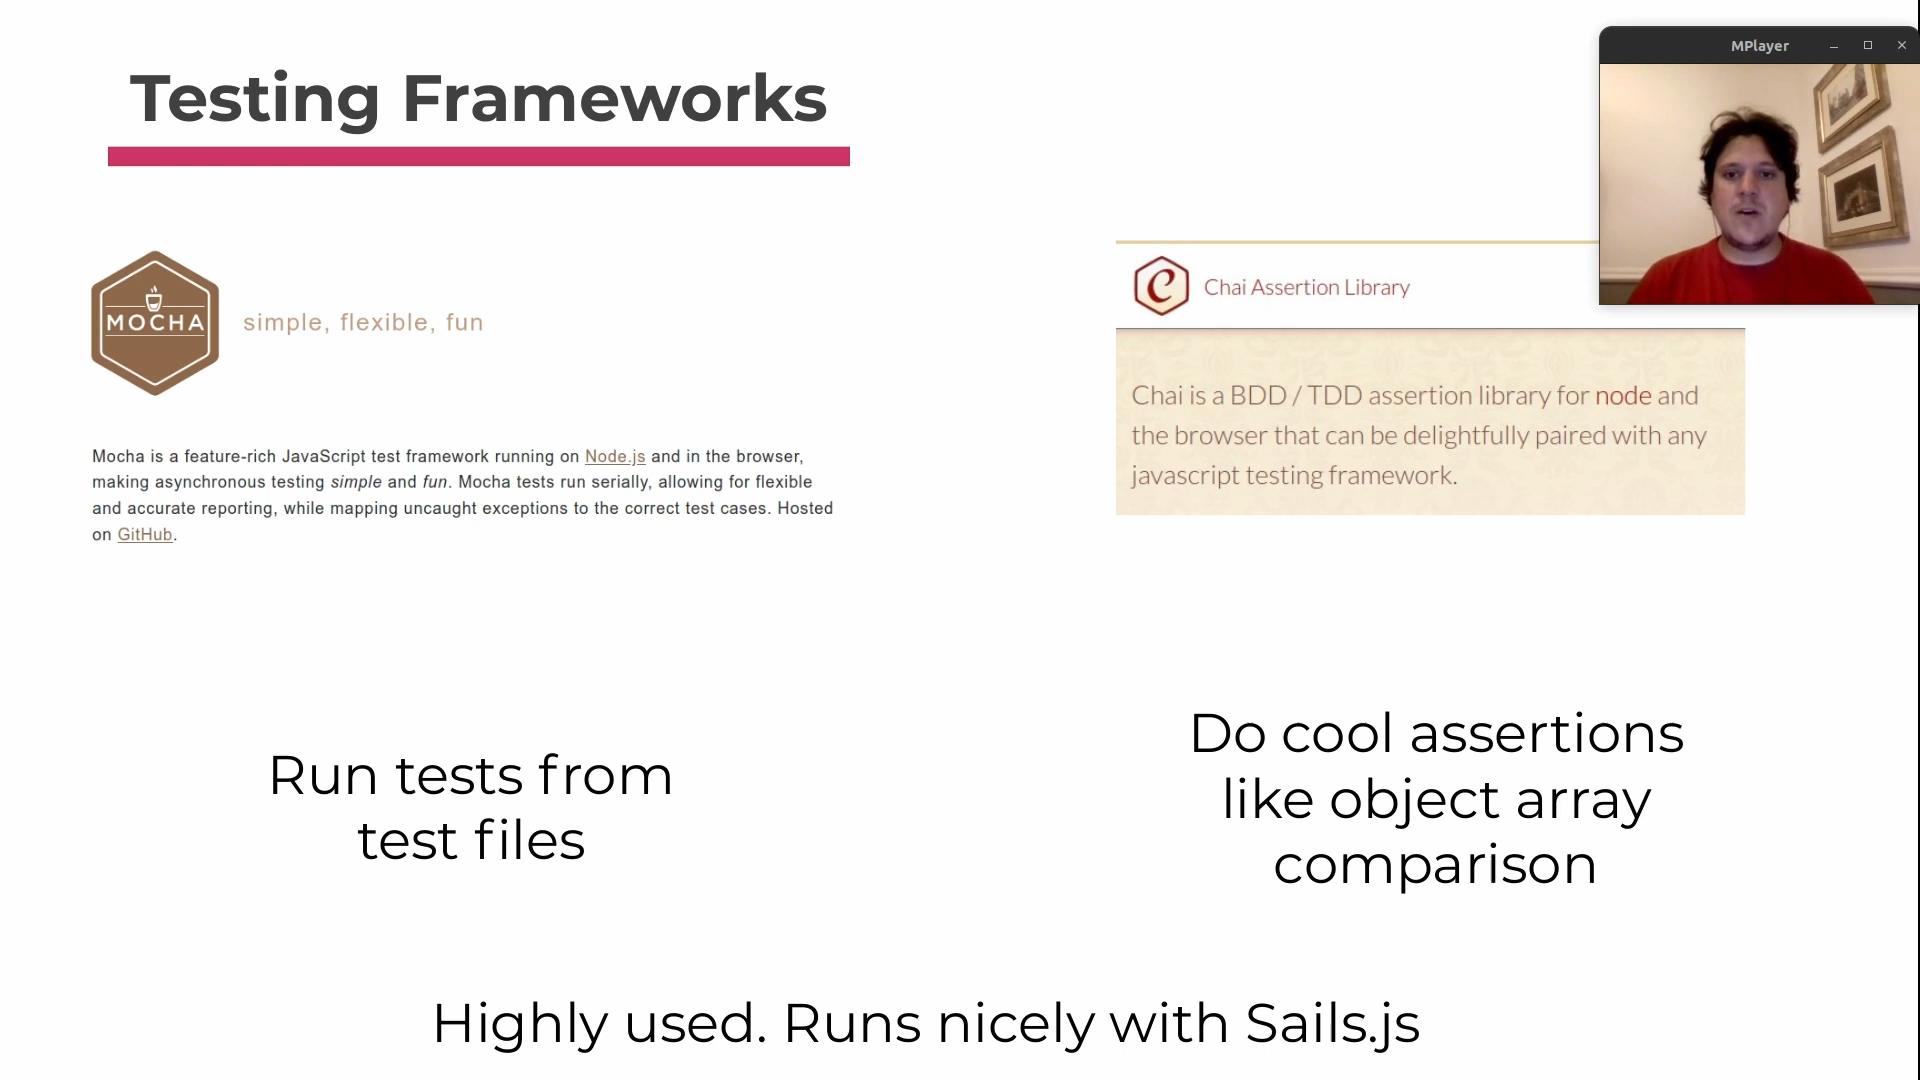 Testing Frameworks
MPlayer
MOCHA
simple, flexible, fun
Mocha is a feature-rich JavaScript test framework running on Node.js and in the browser,
making asynchronous testing simple and fun. Mocha tests run serially, allowing for flexible
and accurate reporting, while mapping uncaught exceptions to the correct test cases. Hosted
on GitHub.
C Chai Assertion Library
Chai is a BDD / TDD assertion library for node and
the browser that can be delightfully paired with any
javascript testing framework.
Run tests from
test files
Do cool assertions
like object array
comparison
Highly used. Runs nicely with Sails.js